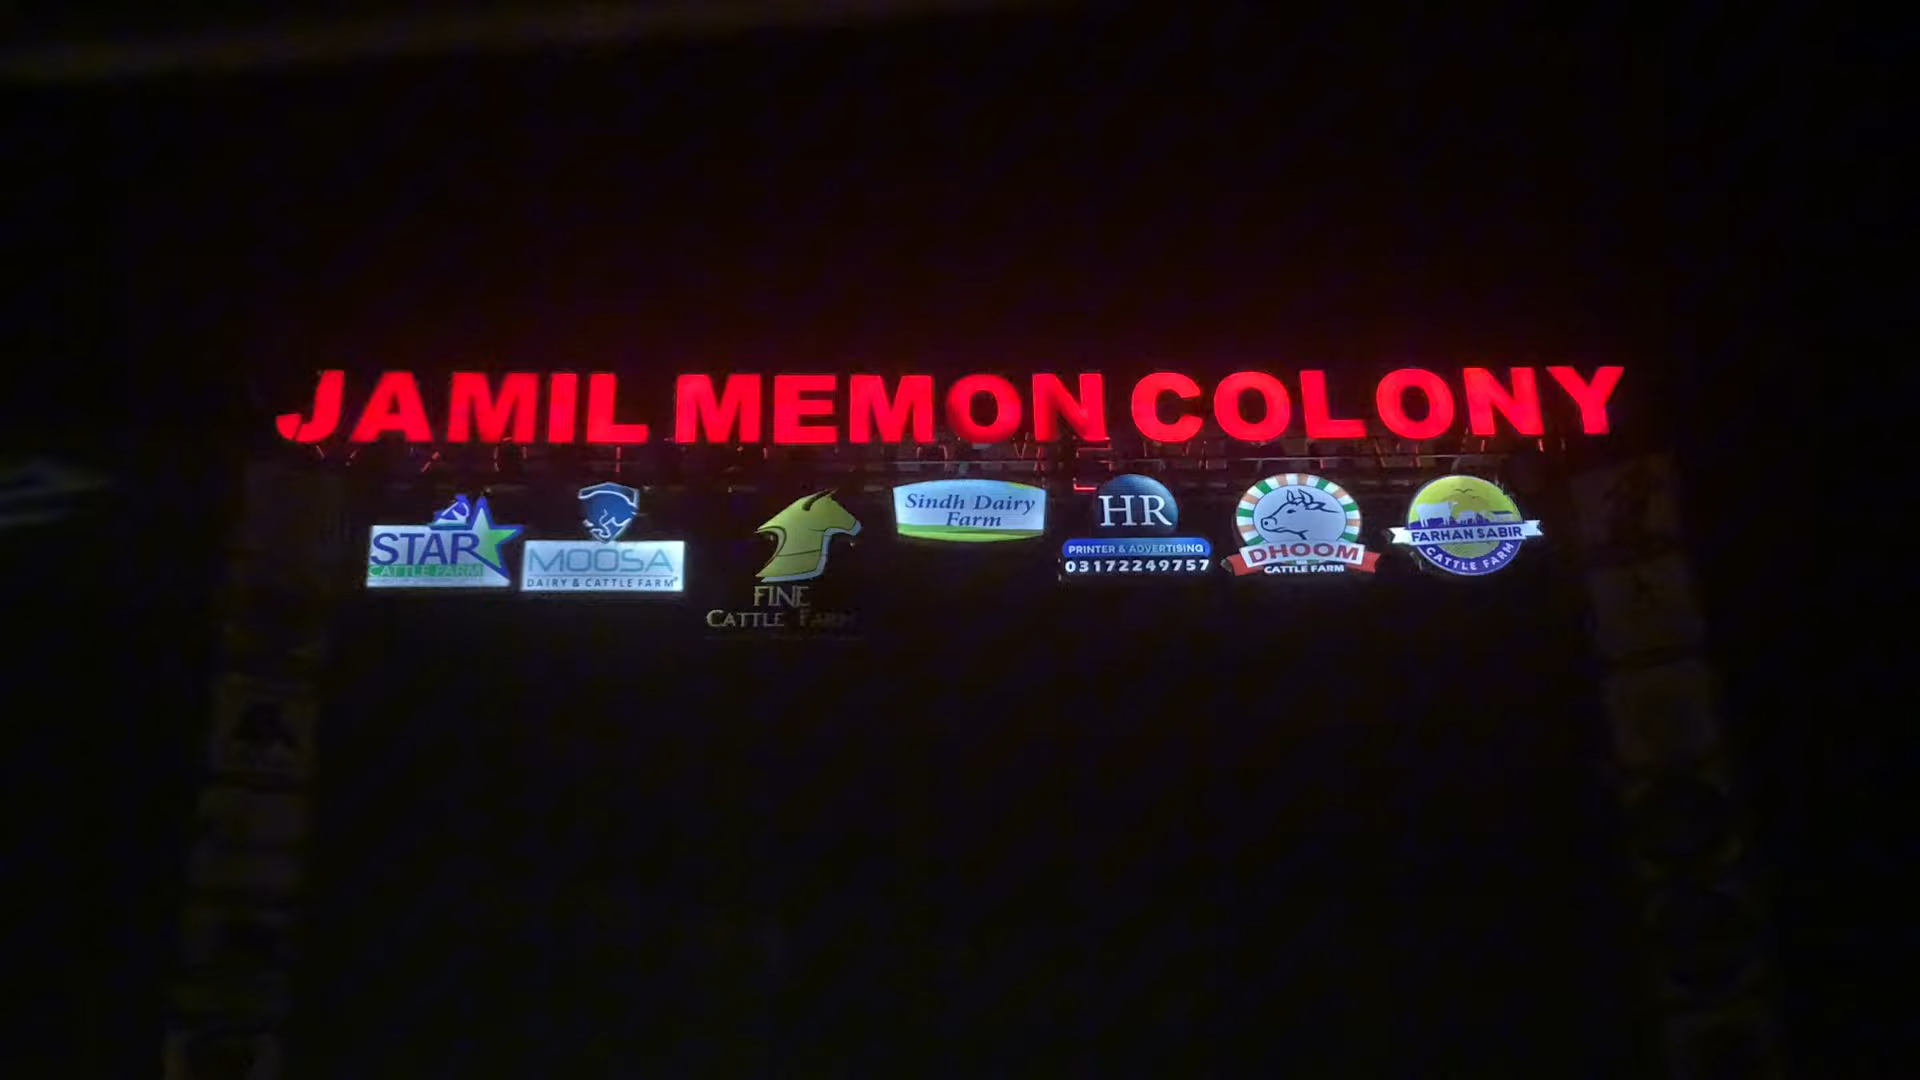 JAMIL MEMON COLONY
STAR
CATTLE FARM
MOOSA
DAIRY & CATTLE FARM
FINE
CATTLE FARM
Sindh Dairy
Farm
HR
PRINTER & ADVERTISING
03172249757
DHOOM
CATTLE FARM
FARHAN SABIR
CATTLE FARM